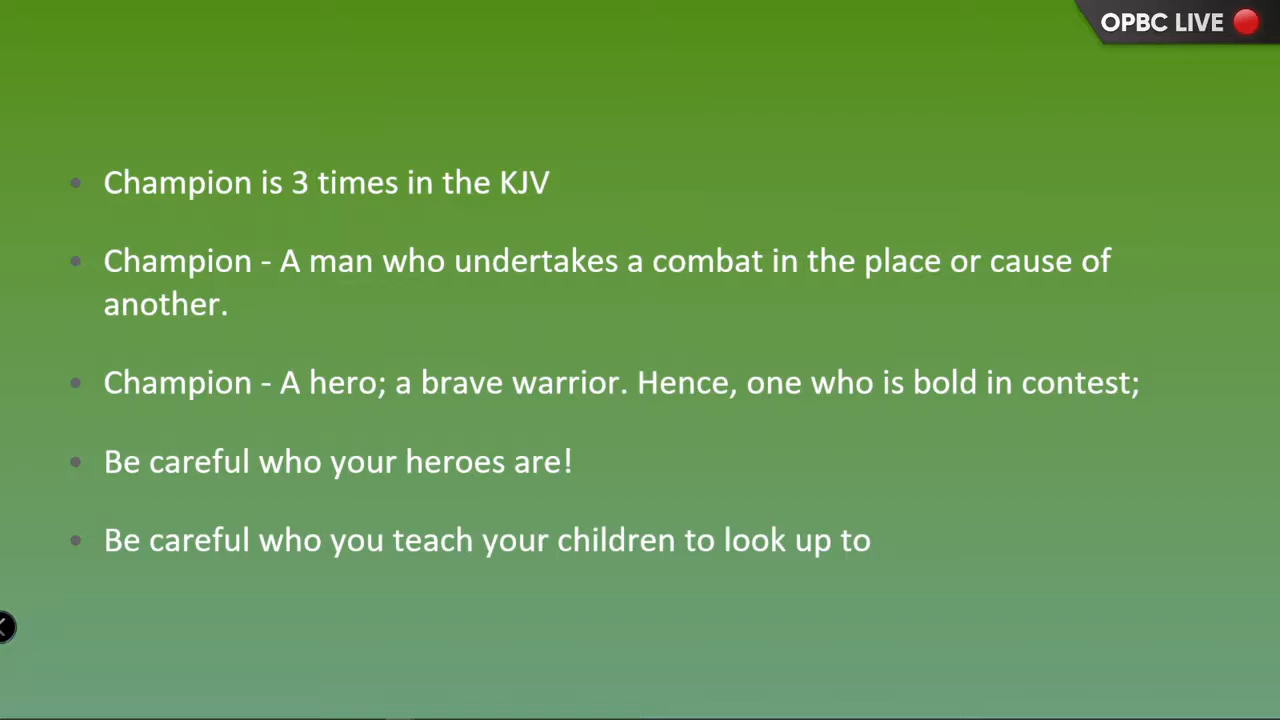 OPBC LIVE
• Champion is 3 times in the KJV
• Champion - A man who undertakes a combat in the place or cause of
another.
• Champion - A hero; a brave warrior. Hence, one who is bold in contest;
• Be careful who your heroes are!
• Be careful who you teach your children to look up to